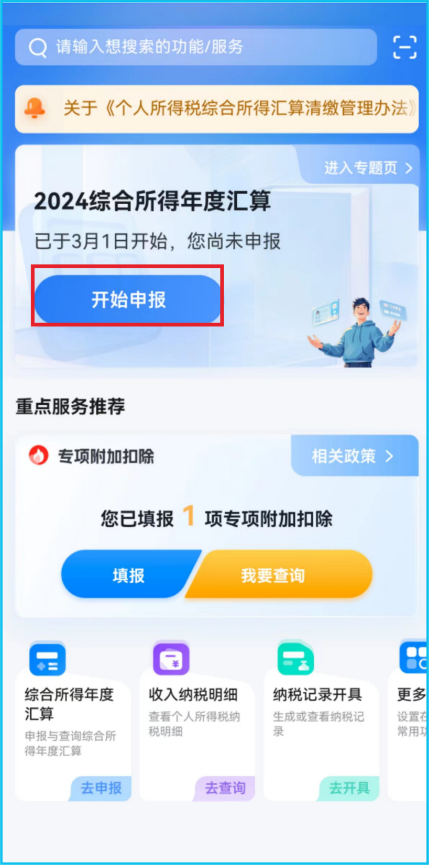 请输入想搜索的功能/服务
关于《个人所得税综合所得汇算清缴管理办法》
进入专题页 >
2024综合所得年度汇算
已于3月1日开始，您尚未申报
开始申报
重点服务推荐
专项附加扣除
相关政策 >
您已填报 1 项专项附加扣除
填报
我要查询
综合所得年度
汇算
申报与查询综合所
得年度汇算
去申报
收入纳税明细
查看个人所得税纳
税明细
去查询
纳税记录开具
生成或查看纳税记
录
去开具
更多
设置
常用